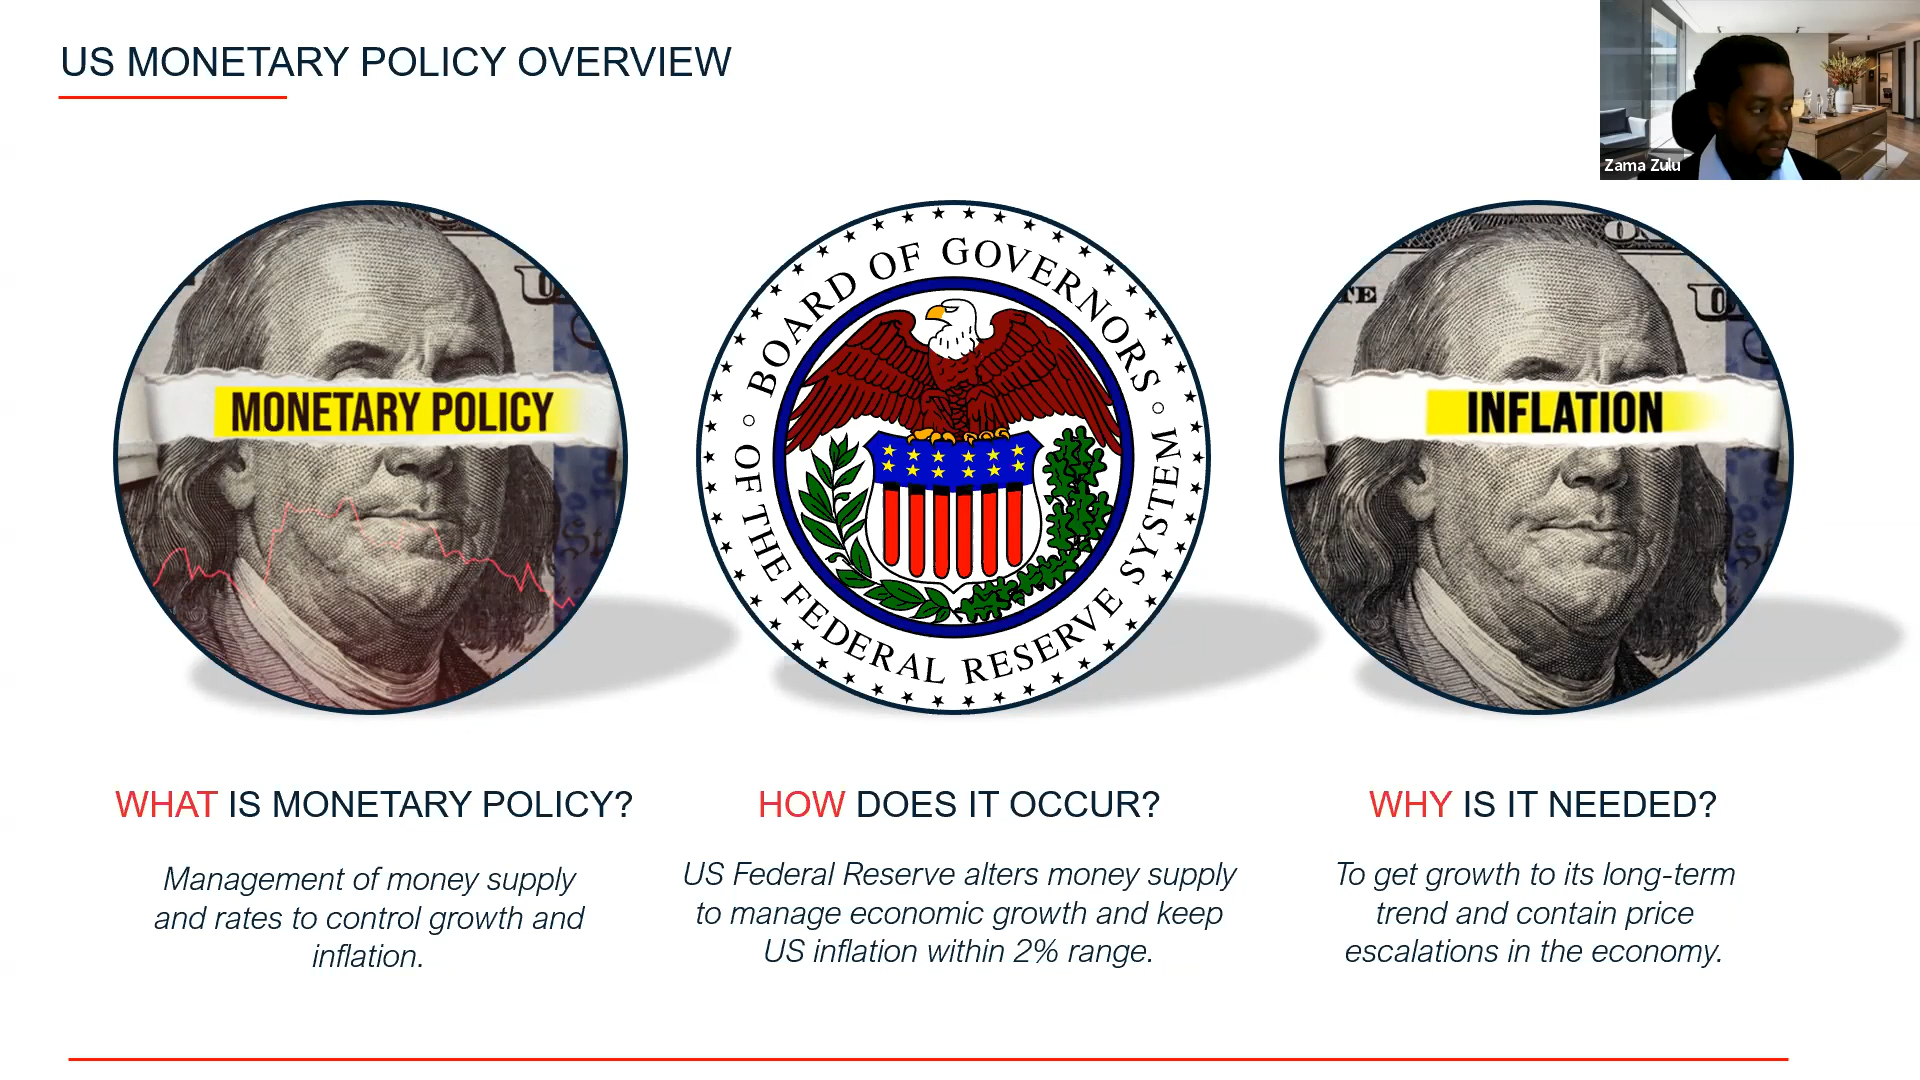 US MONETARY POLICY OVERVIEW
Zama Zulu
MONETARY POLICY
BOARD OF GOVERNORS
OF THE FEDERAL RESERVE SYSTEM
INFLATION
WHAT IS MONETARY POLICY?
Management of money supply
and rates to control growth and
inflation.
HOW DOES IT OCCUR?
US Federal Reserve alters money supply
to manage economic growth and keep
US inflation within 2% range.
WHY IS IT NEEDED?
To get growth to its long-term
trend and contain price
escalations in the economy.